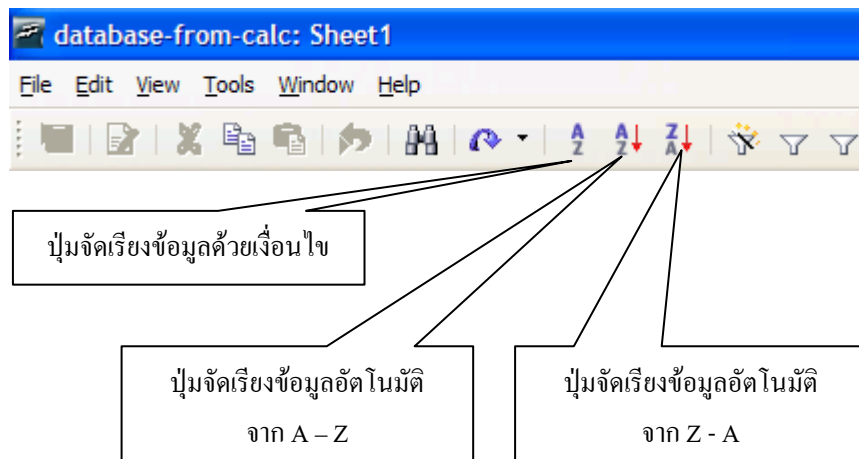 database-from-calc: Sheet1
File Edit View Tools Window Help
A Z A Z Z A
ปุ่มจัดเรียงข้อมูลด้วยเงื่อนไข
ปุ่มจัดเรียงข้อมูลอัตโนมัติ
จาก A – Z
ปุ่มจัดเรียงข้อมูลอัตโนมัติ
จาก Z - A